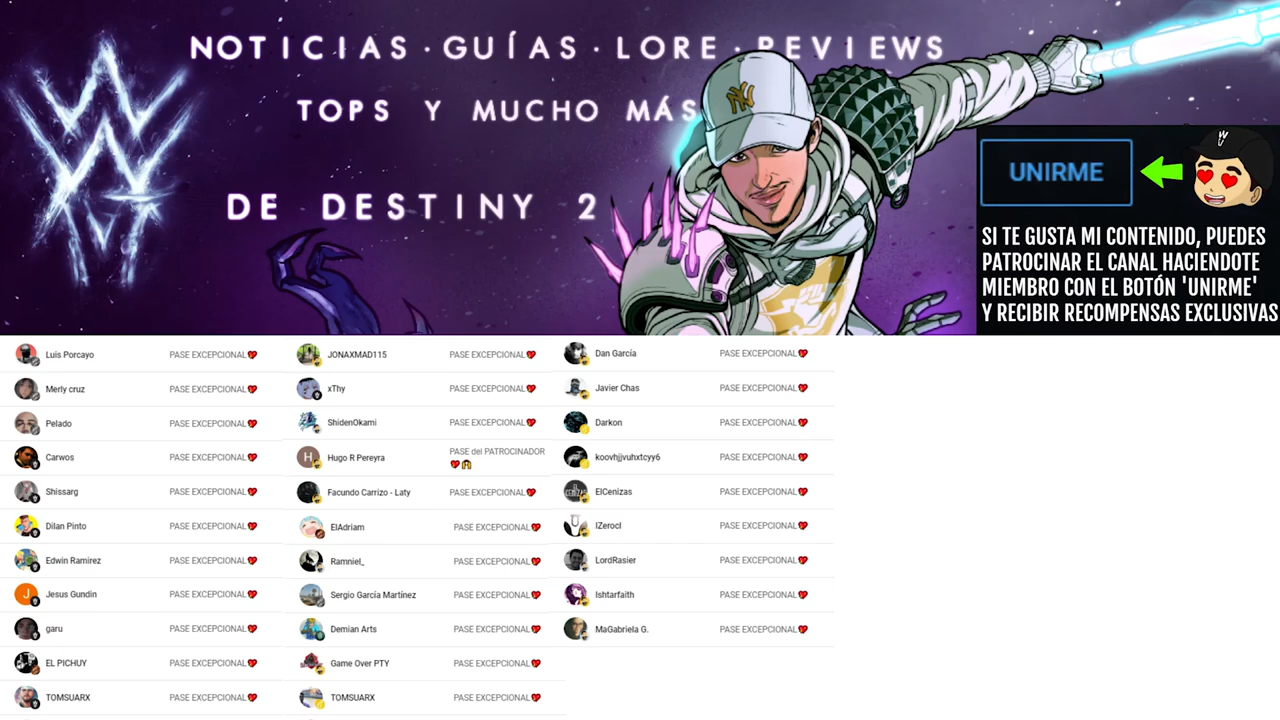 NOTICIAS · GUÍAS · LORE · REVIEWS
TOPS Y MUCHO MÁS
DE DESTINY 2
UNIRME
SI TE GUSTA MI CONTENIDO, PUEDES
PATROCINAR EL CANAL HACIENDOTE
MIEMBRO CON EL BOTÓN 'UNIRME'
Y RECIBIR RECOMPENSAS EXCLUSIVAS
Luis Porcayo PASE EXCEPCIONAL
Merly cruz PASE EXCEPCIONAL
Pelado PASE EXCEPCIONAL
Carwos PASE EXCEPCIONAL
Shissarg PASE EXCEPCIONAL
Dilan Pinto PASE EXCEPCIONAL
Edwin Ramirez PASE EXCEPCIONAL
J Jesus Gundin PASE EXCEPCIONAL
garu PASE EXCEPCIONAL
EL PICHUY PASE EXCEPCIONAL
TOMSUARX PASE EXCEPCIONAL
JONAXMAD115 PASE EXCEPCIONAL
xThy PASE EXCEPCIONAL
ShidenOkami PASE EXCEPCIONAL
H Hugo R Pereyra PASE del PATROCINADOR
Facundo Carrizo - Laty PASE EXCEPCIONAL
ElAdriam PASE EXCEPCIONAL
Ramniel_ PASE EXCEPCIONAL
Sergio García Martínez PASE EXCEPCIONAL
Demian Arts PASE EXCEPCIONAL
Game Over PTY PASE EXCEPCIONAL
TOMSUARX PASE EXCEPCIONAL
Dan García PASE EXCEPCIONAL
Javier Chas PASE EXCEPCIONAL
Darkon PASE EXCEPCIONAL
koovhjjvuhxtcyy6 PASE EXCEPCIONAL
ElCenizas PASE EXCEPCIONAL
IZerocI PASE EXCEPCIONAL
LordRasier PASE EXCEPCIONAL
Ishtarfaith PASE EXCEPCIONAL
MaGabriela G. PASE EXCEPCIONAL